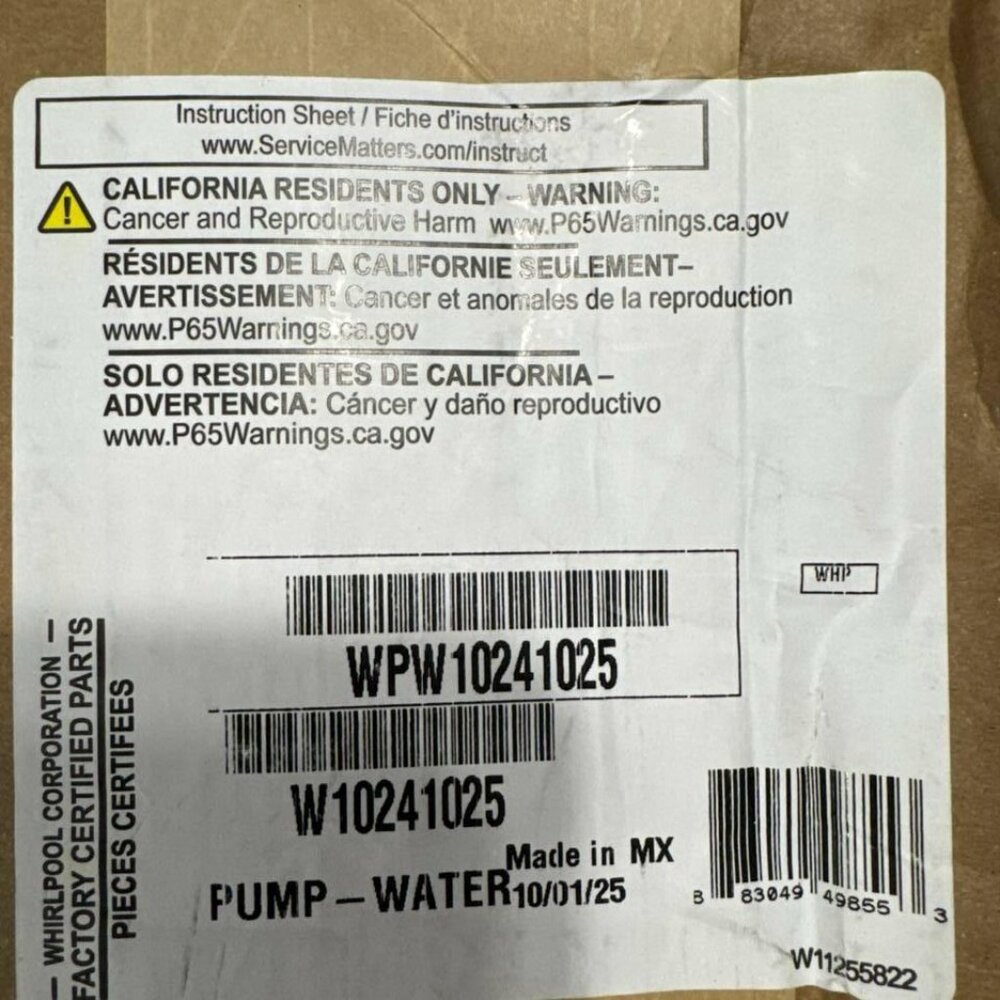 Instruction Sheet / Fiche d'instructions
www.ServiceMatters.com/instruct
CALIFORNIA RESIDENTS ONLY – WARNING:
Cancer and Reproductive Harm www.P65Warnings.ca.gov
RÉSIDENTS DE LA CALIFORNIE SEULEMENT–
AVERTISSEMENT: Cancer et anomales de la reproduction
www.P65Warnings.ca.gov
SOLO RESIDENTES DE CALIFORNIA –
ADVERTENCIA: Cáncer y daño reproductivo
www.P65Warnings.ca.gov
WHP
WPW10241025
W10241025
Made in MX
PUMP – WATER 10/01/25
8 83049 49855 3
W11255822
— WHIRLPOOL CORPORATION —
FACTORY CERTIFIED PARTS
PIECES CERTIFEES